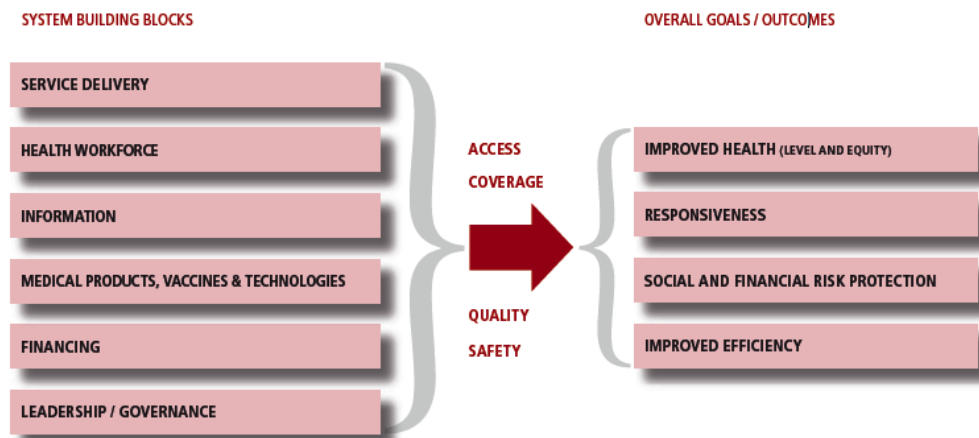 SYSTEM BUILDING BLOCKS
SERVICE DELIVERY
HEALTH WORKFORCE
INFORMATION
MEDICAL PRODUCTS, VACCINES & TECHNOLOGIES
FINANCING
LEADERSHIP / GOVERNANCE
ACCESS
COVERAGE
QUALITY
SAFETY
OVERALL GOALS / OUTCOMES
IMPROVED HEALTH (LEVEL AND EQUITY)
RESPONSIVENESS
SOCIAL AND FINANCIAL RISK PROTECTION
IMPROVED EFFICIENCY